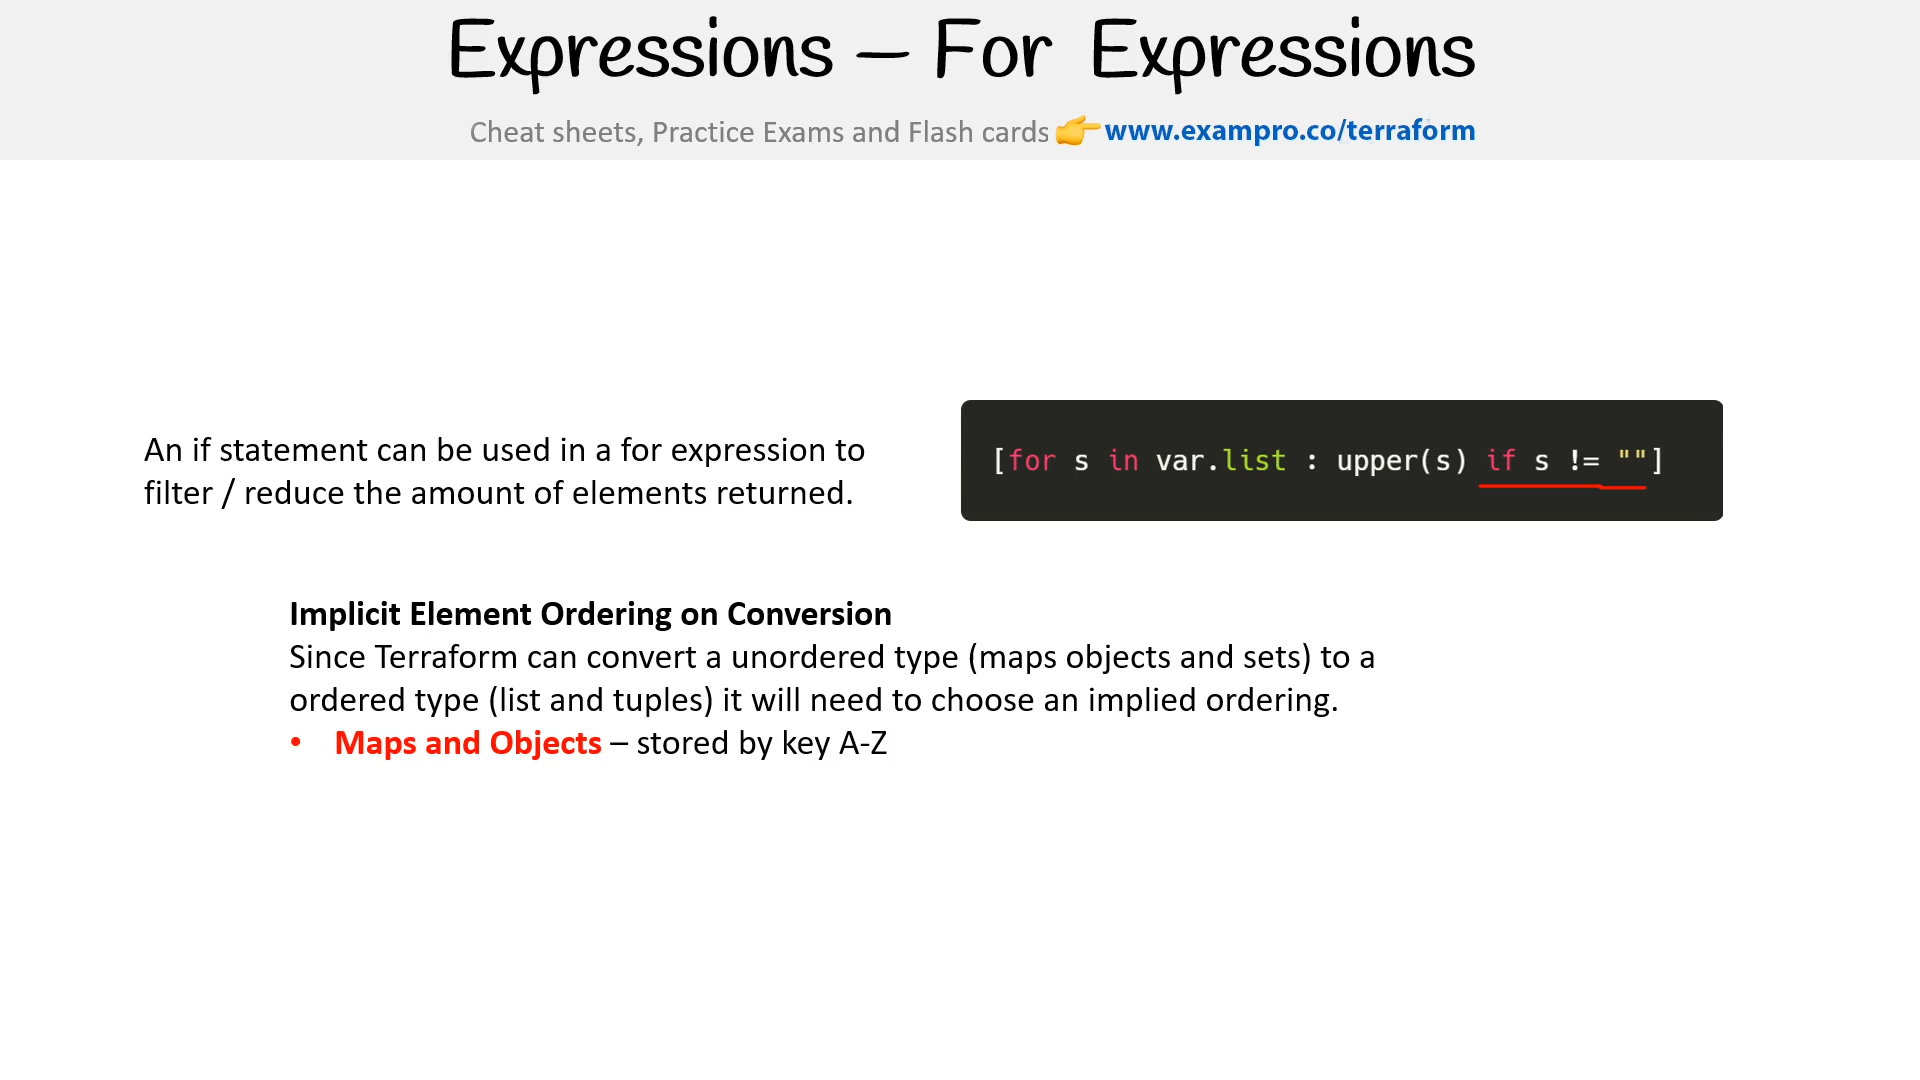 Expressions – For Expressions
Cheat sheets, Practice Exams and Flash cards 👉www.exampro.co/terraform
An if statement can be used in a for expression to
filter / reduce the amount of elements returned.
[for s in var.list : upper(s) if s != ""]
Implicit Element Ordering on Conversion
Since Terraform can convert a unordered type (maps objects and sets) to a
ordered type (list and tuples) it will need to choose an implied ordering.
• Maps and Objects – stored by key A-Z